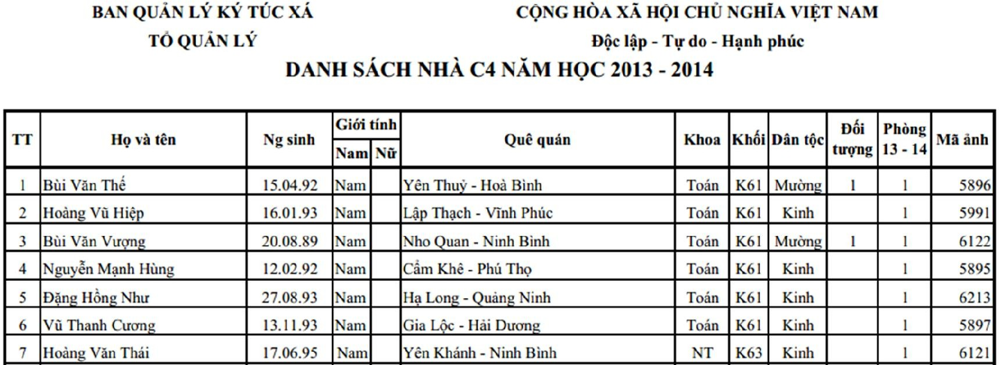 BAN QUẢN LÝ KÝ TÚC XÁ
CỘNG HÒA XÃ HỘI CHỦ NGHĨA VIỆT NAM
TỔ QUẢN LÝ
Độc lập - Tự do - Hạnh phúc
DANH SÁCH NHÀ C4 NĂM HỌC 2013 - 2014
TT Họ và tên Ng sinh Giới tính Nam Nữ Quê quán Khoa Khối Dân tộc Đối tượng Phòng 13 - 14 Mã ảnh
1 Bùi Văn Thế 15.04.92 Nam Yên Thuỷ - Hoà Bình Toán K61 Mường 1 1 5896
2 Hoàng Vũ Hiệp 16.01.93 Nam Lập Thạch - Vĩnh Phúc Toán K61 Kinh 1 5991
3 Bùi Văn Vượng 20.08.89 Nam Nho Quan - Ninh Bình Toán K61 Mường 1 1 6122
4 Nguyễn Mạnh Hùng 12.02.92 Nam Cẩm Khê - Phú Thọ Toán K61 Kinh 1 5895
5 Đặng Hồng Như 27.08.93 Nam Hạ Long - Quảng Ninh Toán K61 Kinh 1 6213
6 Vũ Thanh Cương 13.11.93 Nam Gia Lộc - Hải Dương Toán K61 Kinh 1 5897
7 Hoàng Văn Thái 17.06.95 Nam Yên Khánh - Ninh Bình NT K63 Kinh 1 6121